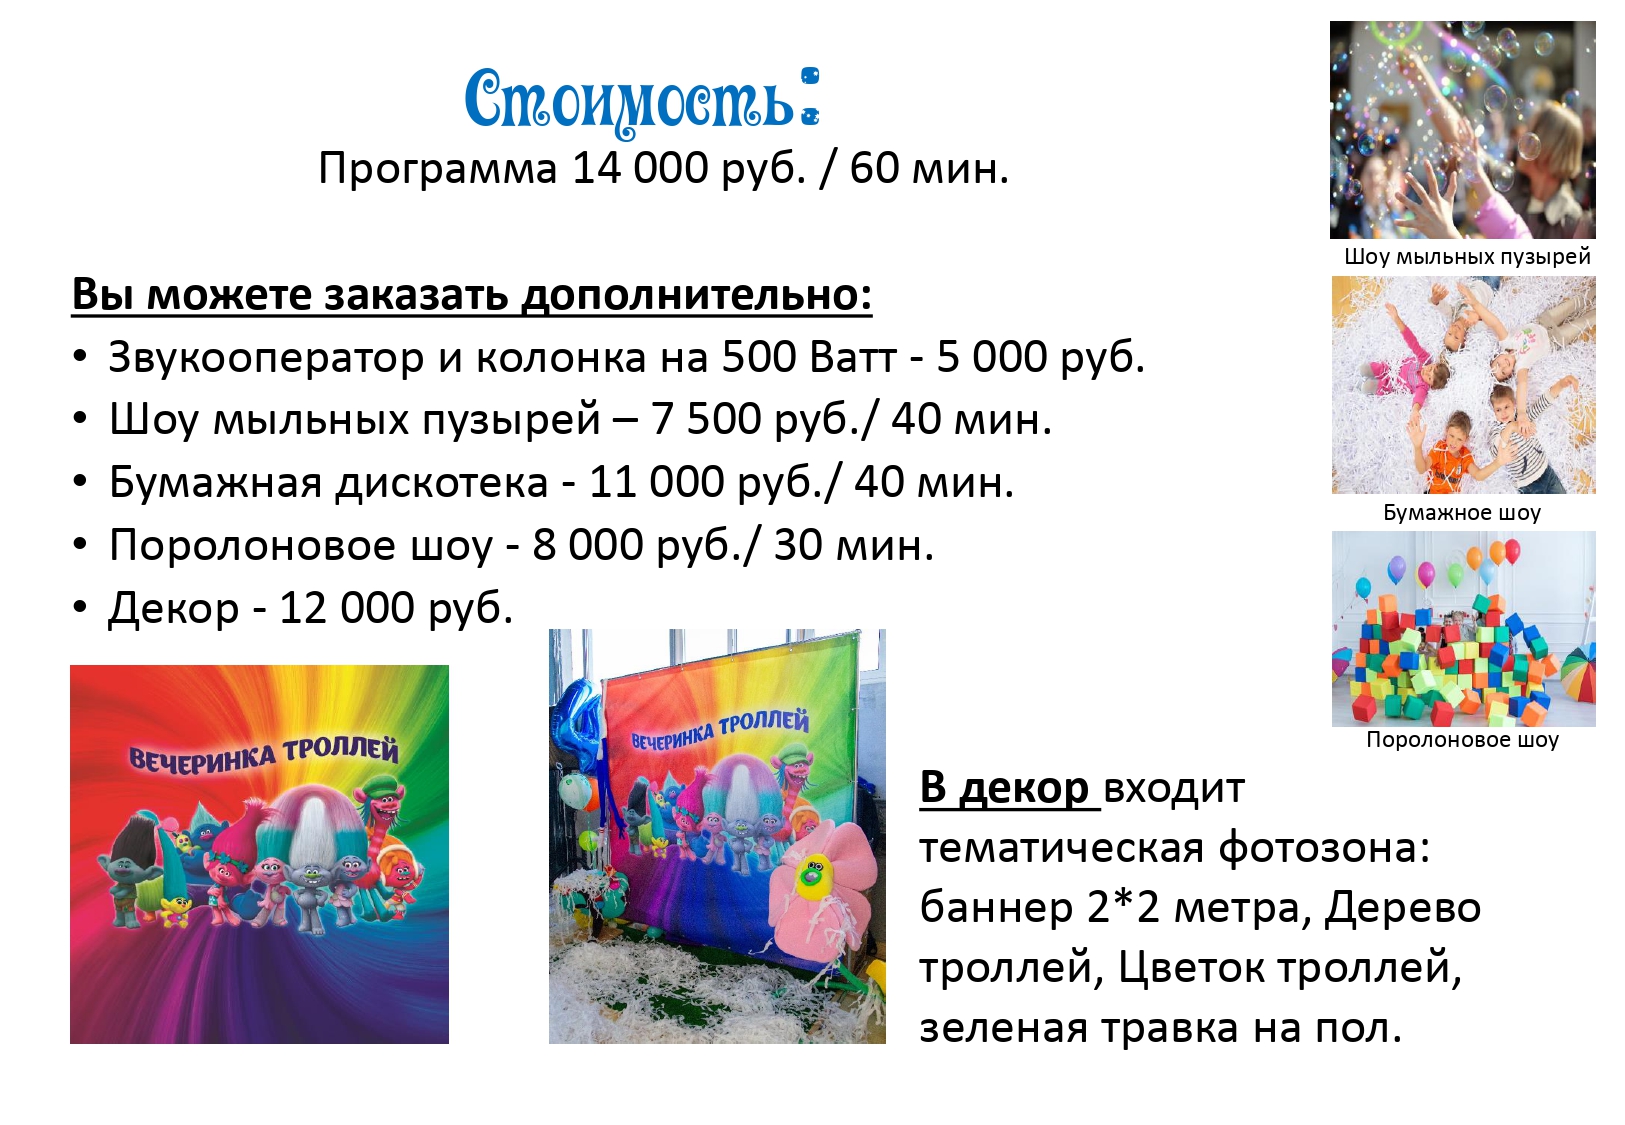 Стоимость:
Программа 14 000 руб. / 60 мин.
Вы можете заказать дополнительно:
• Звукооператор и колонка на 500 Ватт - 5 000 руб.
• Шоу мыльных пузырей – 7 500 руб./ 40 мин.
• Бумажная дискотека - 11 000 руб./ 40 мин.
• Поролоновое шоу - 8 000 руб./ 30 мин.
• Декор - 12 000 руб.
Шоу мыльных пузырей
Бумажное шоу
Поролоновое шоу
ВЕЧЕРИНКА ТРОЛЛЕЙ
4
ВЕЧЕРИНКА ТРОЛЛЕЙ
В декор входит
тематическая фотозона:
баннер 2*2 метра, Дерево
троллей, Цветок троллей,
зеленая травка на пол.